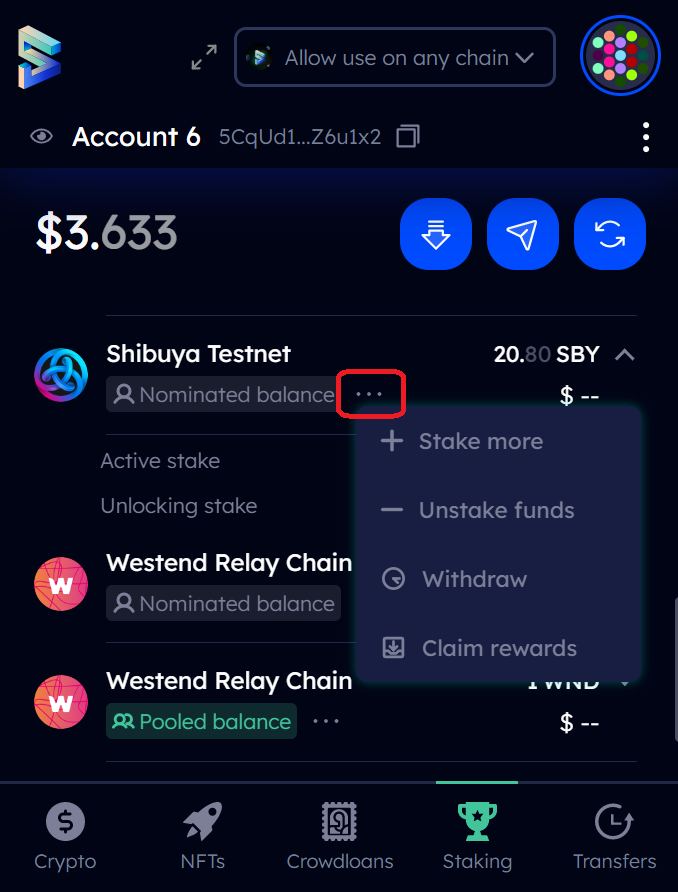 Allow use on any chain
Account 6 5CqUd1...Z6u1x2
$3.633
Shibuya Testnet 20.80 SBY
Nominated balance ... $ --
Stake more
Active stake
Unlocking stake
Unstake funds
Westend Relay Chain
Withdraw
Nominated balance
Claim rewards
Westend Relay Chain 1 WND
Pooled balance ... $ --
Crypto NFTs Crowdloans Staking Transfers